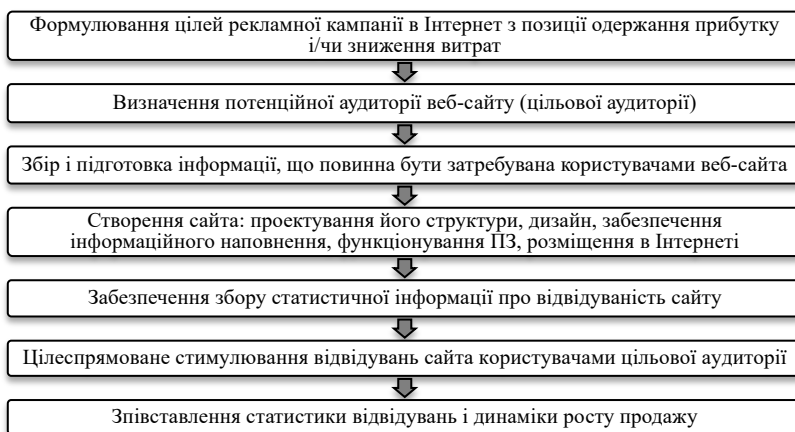 Формулювання цілей рекламної кампанії в Інтернет з позиції одержання прибутку
і/чи зниження витрат
Визначення потенційної аудиторії веб-сайту (цільової аудиторії)
Збір і підготовка інформації, що повинна бути затребувана користувачами веб-сайта
Створення сайта: проектування його структури, дизайн, забезпечення
інформаційного наповнення, функціонування ПЗ, розміщення в Інтернеті
Забезпечення збору статистичної інформації про відвідуваність сайту
Цілеспрямоване стимулювання відвідувань сайта користувачами цільової аудиторії
Зпівставлення статистики відвідувань і динаміки росту продажу